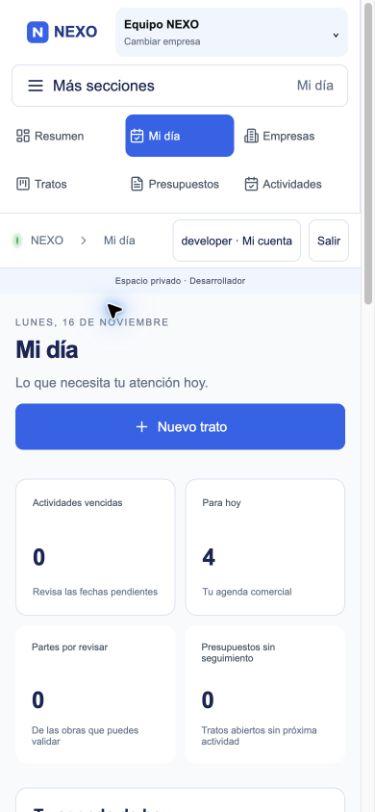 N NEXO
Equipo NEXO
Cambiar empresa
Más secciones
Mi día
Resumen
Mi día
Empresas
Tratos
Presupuestos
Actividades
NEXO
Mi día
developer · Mi cuenta
Salir
Espacio privado · Desarrollador
LUNES, 16 DE NOVIEMBRE
Mi día
Lo que necesita tu atención hoy.
+ Nuevo trato
Actividades vencidas
0
Revisa las fechas pendientes
Para hoy
4
Tu agenda comercial
Partes por revisar
0
De las obras que puedes
validar
Presupuestos sin
seguimiento
0
Tratos abiertos sin próxima
actividad